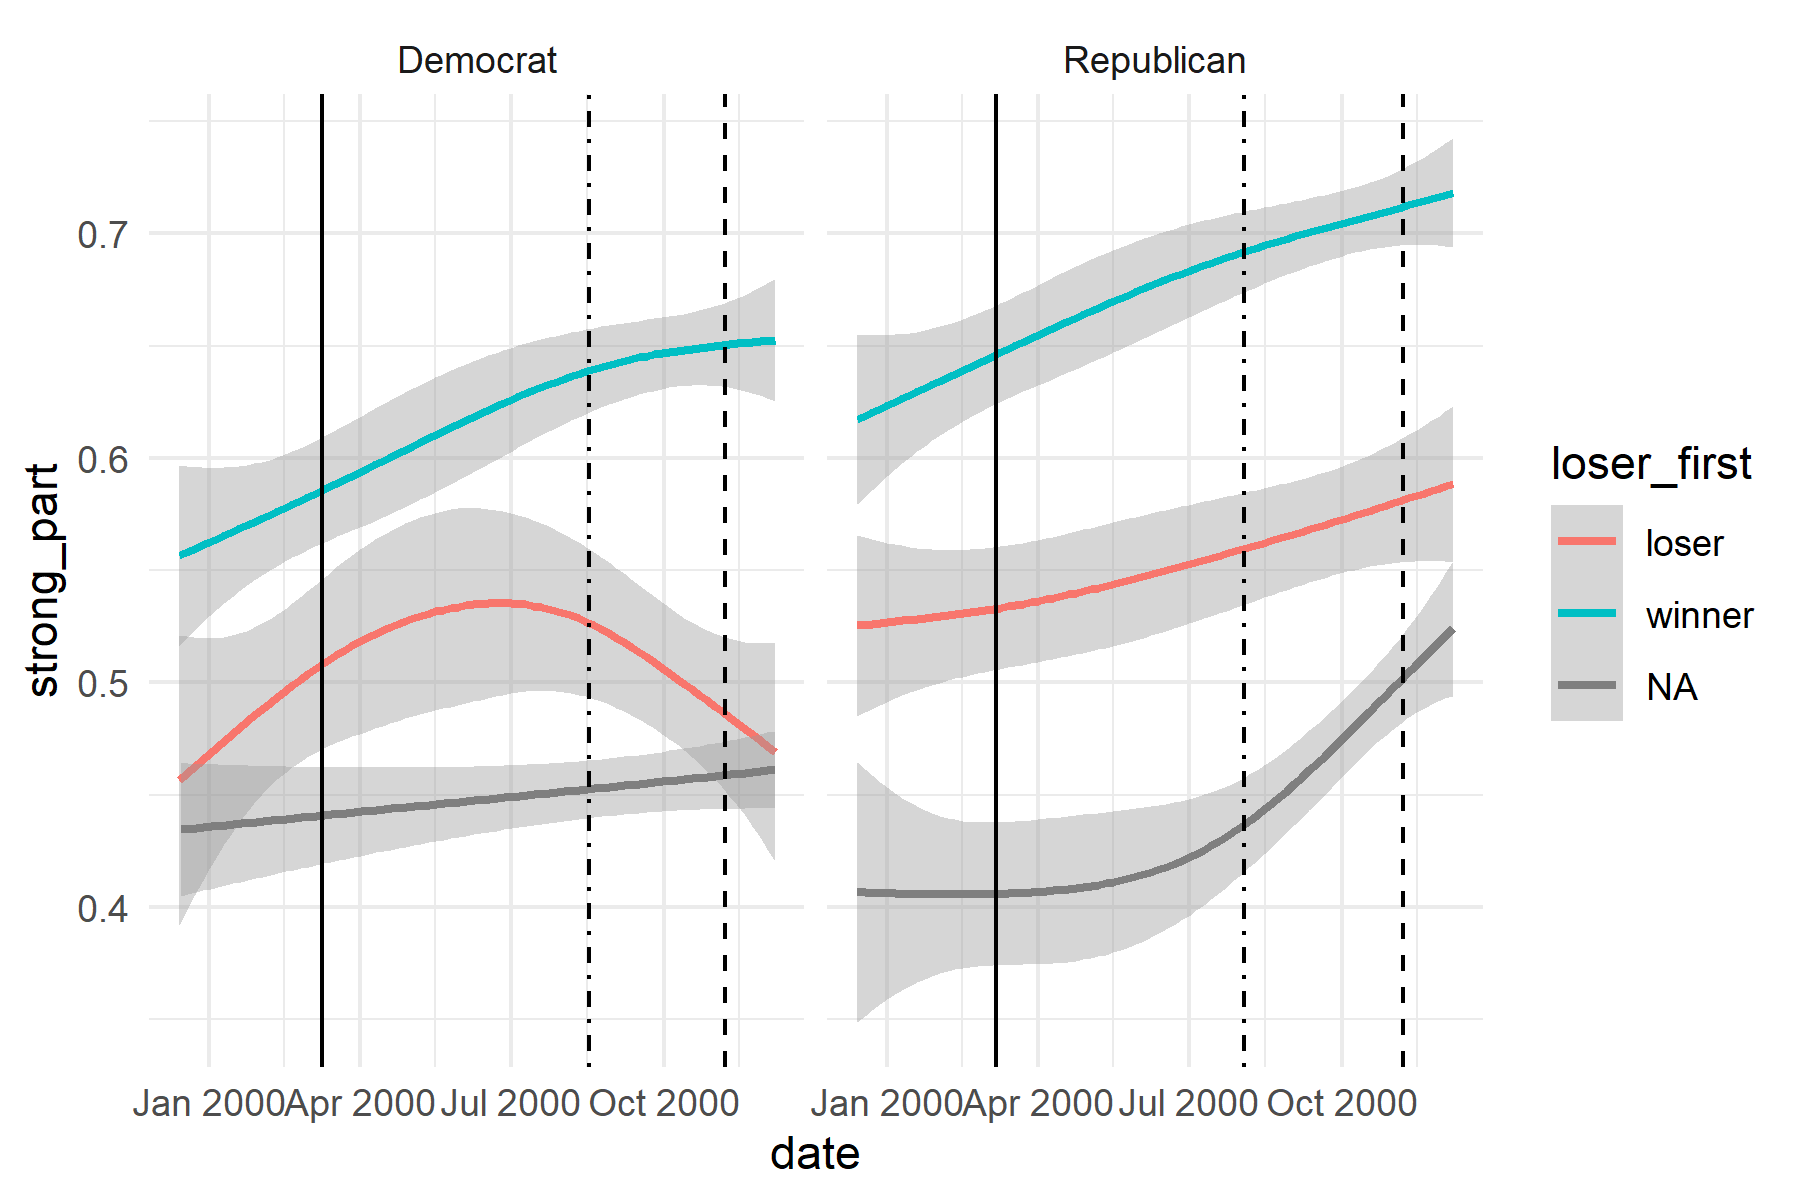 Democrat
Republican
0.7
0.6
0.5
0.4
strong_part
Jan 2000 Apr 2000 Jul 2000 Oct 2000
Jan 2000 Apr 2000 Jul 2000 Oct 2000
date
loser_first
loser
winner
NA